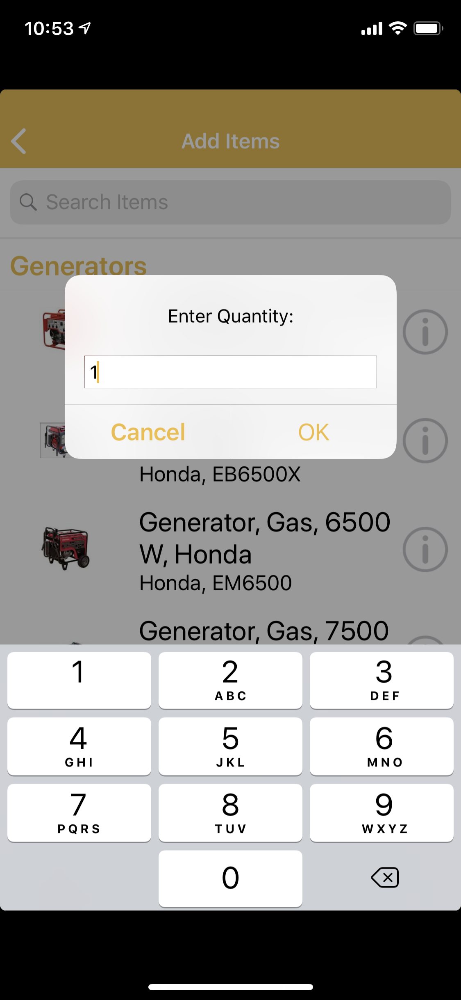 10:53
Add Items
Search Items
Generators
Enter Quantity:
1
Cancel
OK
Honda, EB6500X
Generator, Gas, 6500
W, Honda
Honda, EM6500
Generator, Gas, 7500
1
2
ABC
3
DEF
4
GHI
5
JKL
6
MNO
7
PQRS
8
TUV
9
WXYZ
0